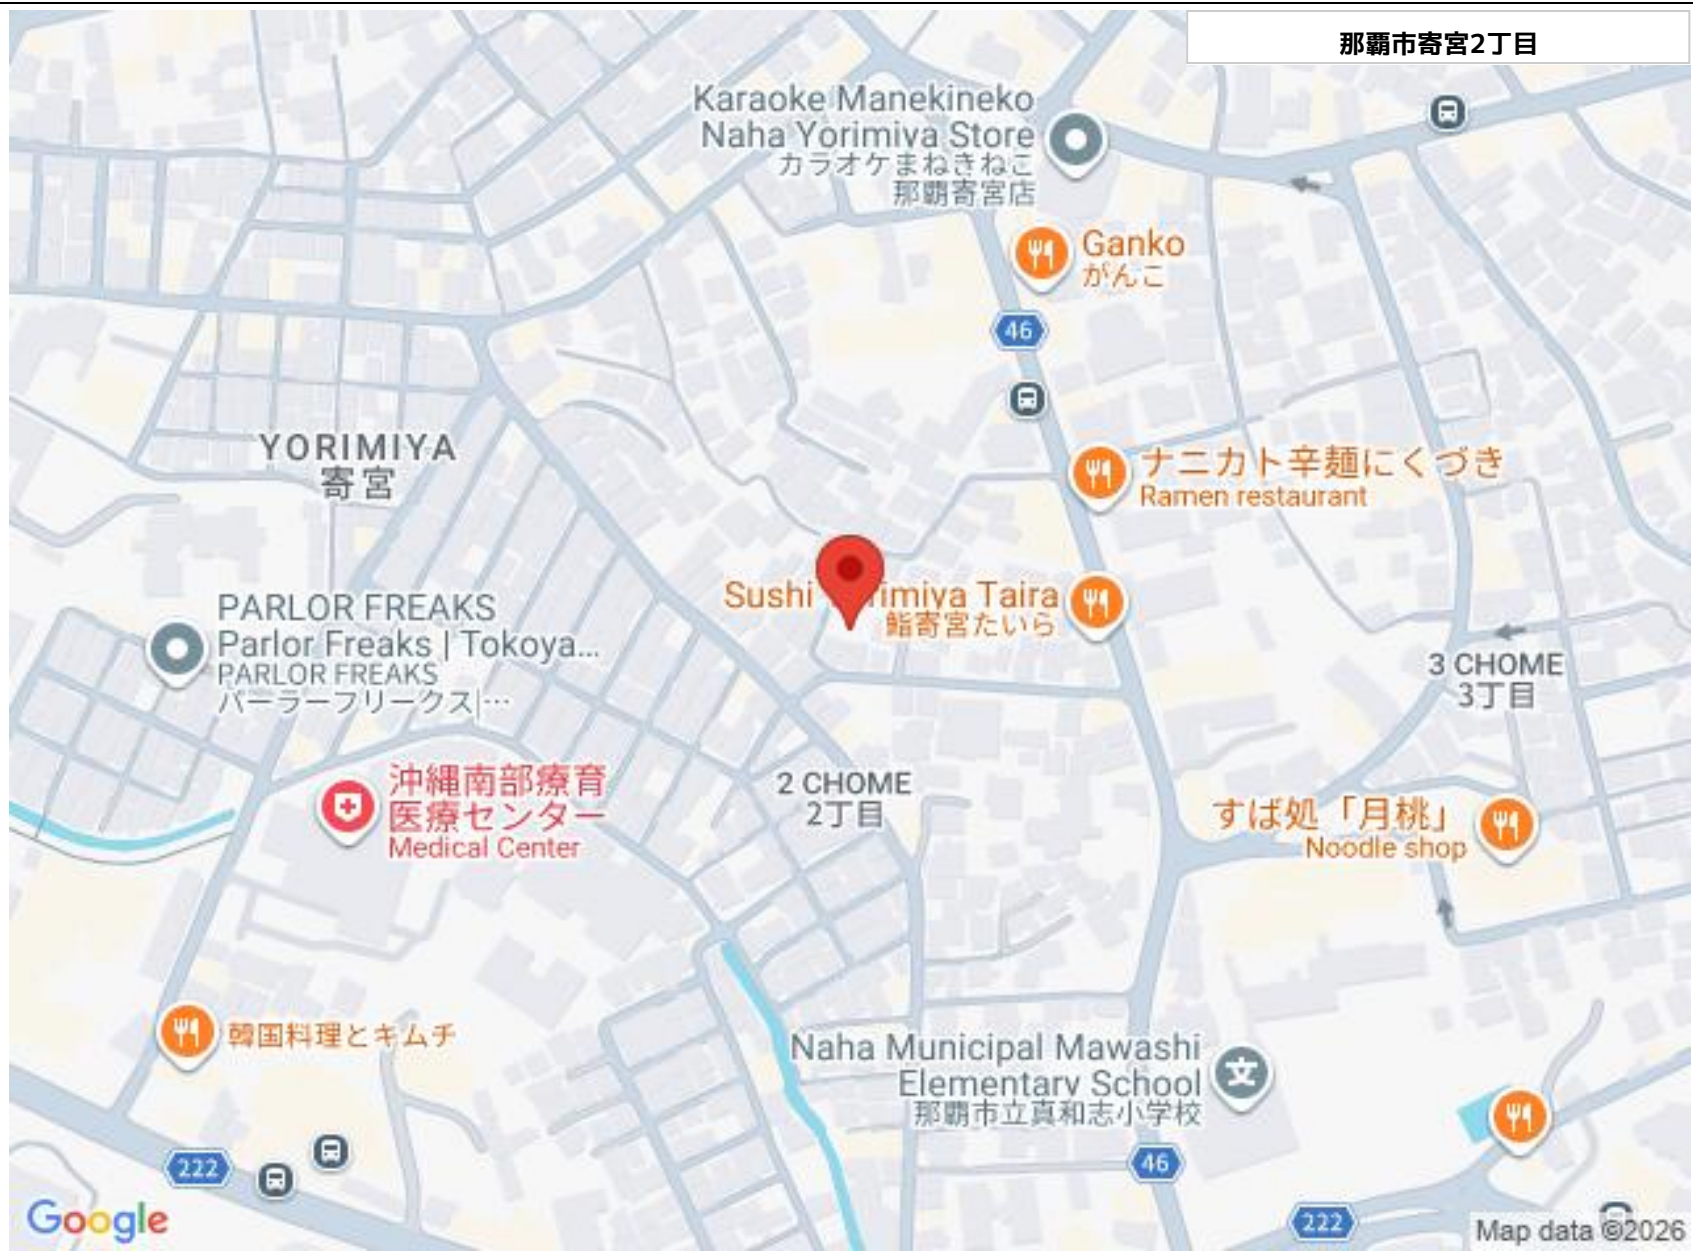 那覇市寄宮2丁目
Karaoke Manekineko
Naha Yorimiya Store
カラオケまねきねこ
那覇寄宮店
Ganko
がんこ
46
YORIMIYA
寄宮
ナニカト辛麺にくづき
Ramen restaurant
Sushi
imiya Taira
鮨寄宮たいら
PARLOR FREAKS
Parlor Freaks | Tokoya...
PARLOR FREAKS
パーラーフリークス|…
3 CHOME
3丁目
沖縄南部療育
医療センター
Medical Center
2 CHOME
2丁目
すば処「月桃」
Noodle shop
韓国料理とキムチ
Naha Municipal Mawashi
Elementary School
那覇市立真和志小学校
文
222
46
222
Google
Map data ©2026